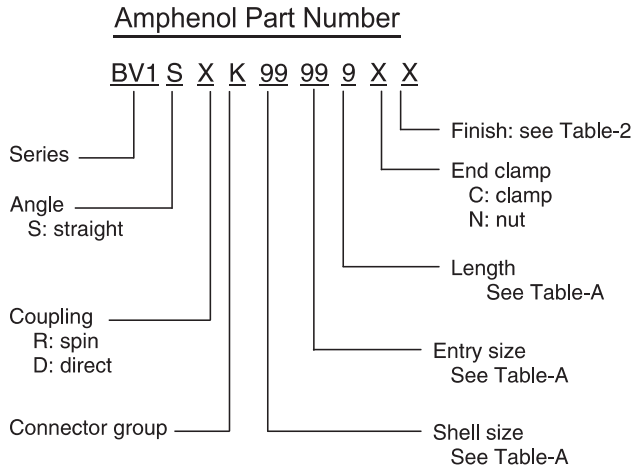 Amphenol Part Number
BV1 S X K 99 99 9 X X
Series
Angle
S: straight
Coupling
R: spin
D: direct
Connector group
Finish: see Table-2
End clamp
C: clamp
N: nut
Length
See Table-A
Entry size
See Table-A
Shell size
See Table-A